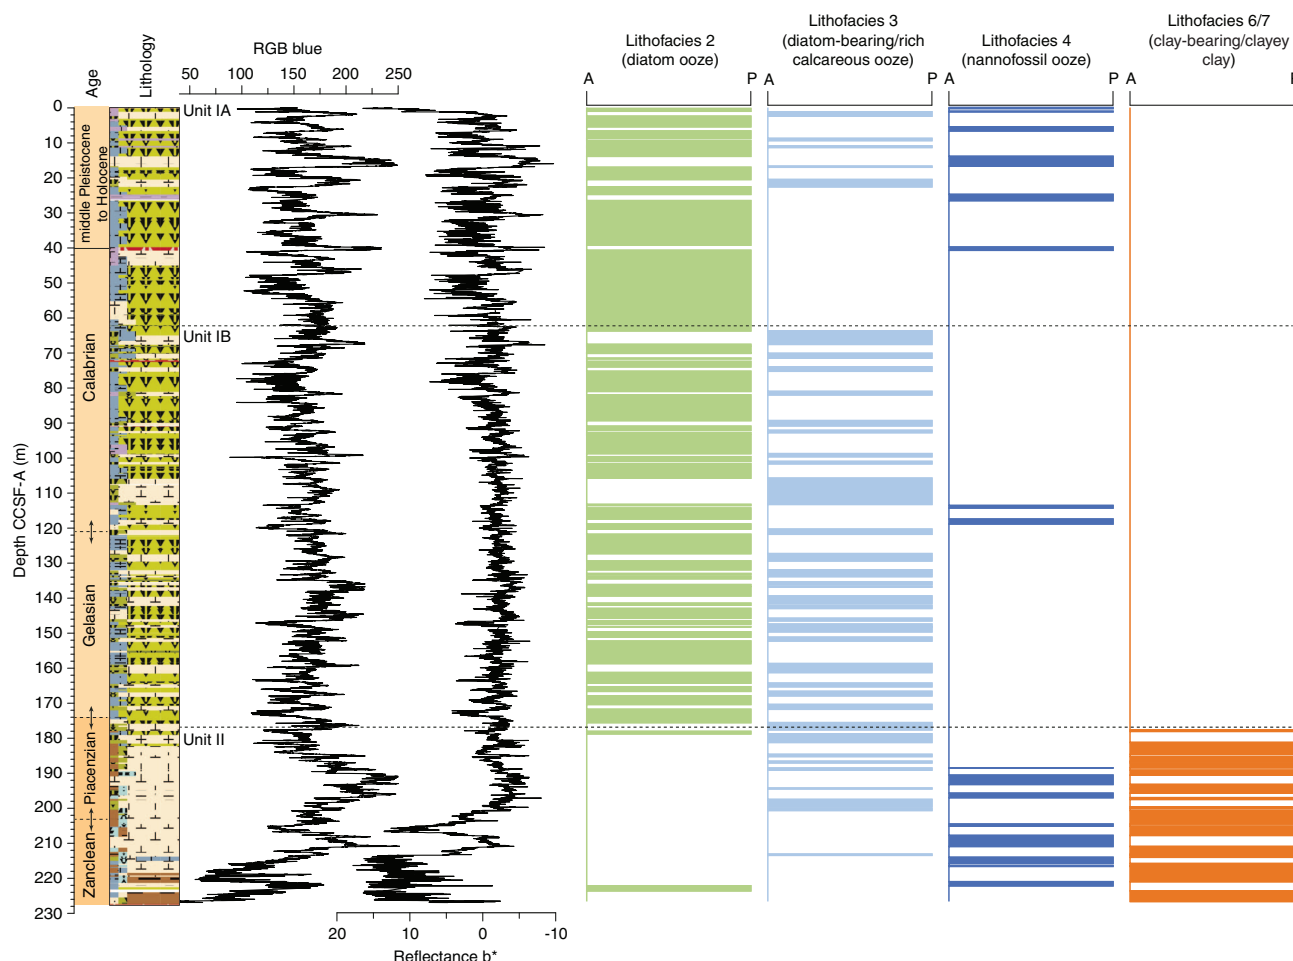 Lithofacies 2
(diatom ooze)
Lithofacies 3
(diatom-bearing/rich
calcareous ooze)
Lithofacies 4
(nannofossil ooze)
Lithofacies 6/7
(clay-bearing/clayey
clay)
Age
Lithology
RGB blue
50 100 150 200 250
A P
A P
A P
A
Depth CCSF-A (m)
0
10
20
30
40
50
60
70
80
90
100
110
120
130
140
150
160
170
180
190
200
210
220
230
middle Pleistocene
to Holocene
Calabrian
Gelasian
Piacenzian
Zanclean
Unit IA
Unit IB
Unit II
20 10 0 -10
Reflectance b*